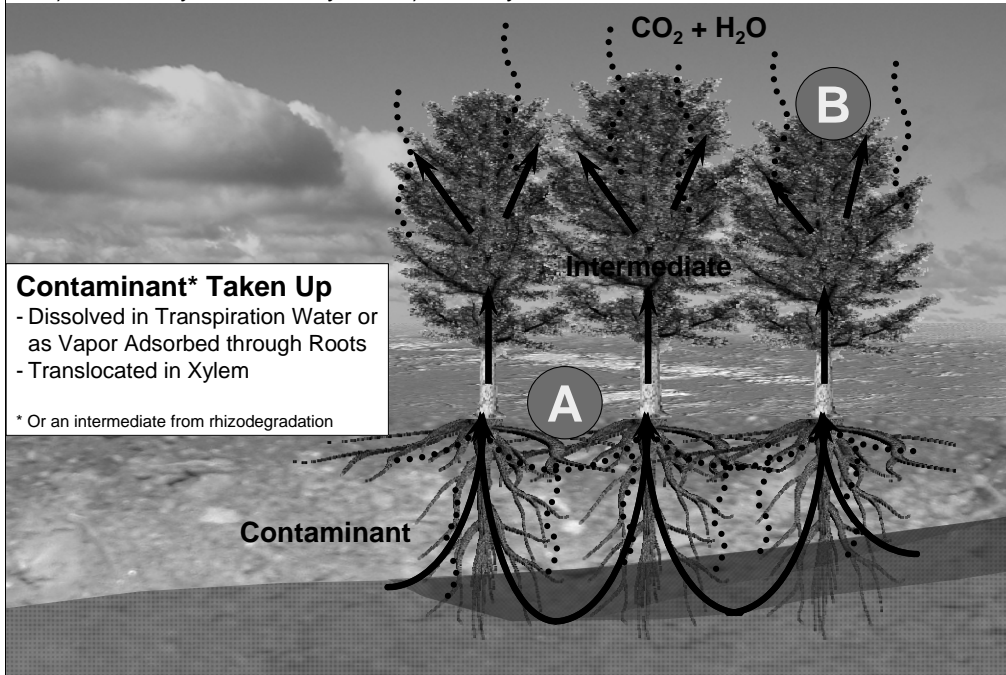 CO₂ + H₂O
B
Intermediate
Contaminant* Taken Up
- Dissolved in Transpiration Water or
as Vapor Adsorbed through Roots
- Translocated in Xylem
* Or an intermediate from rhizodegradation
A
Contaminant